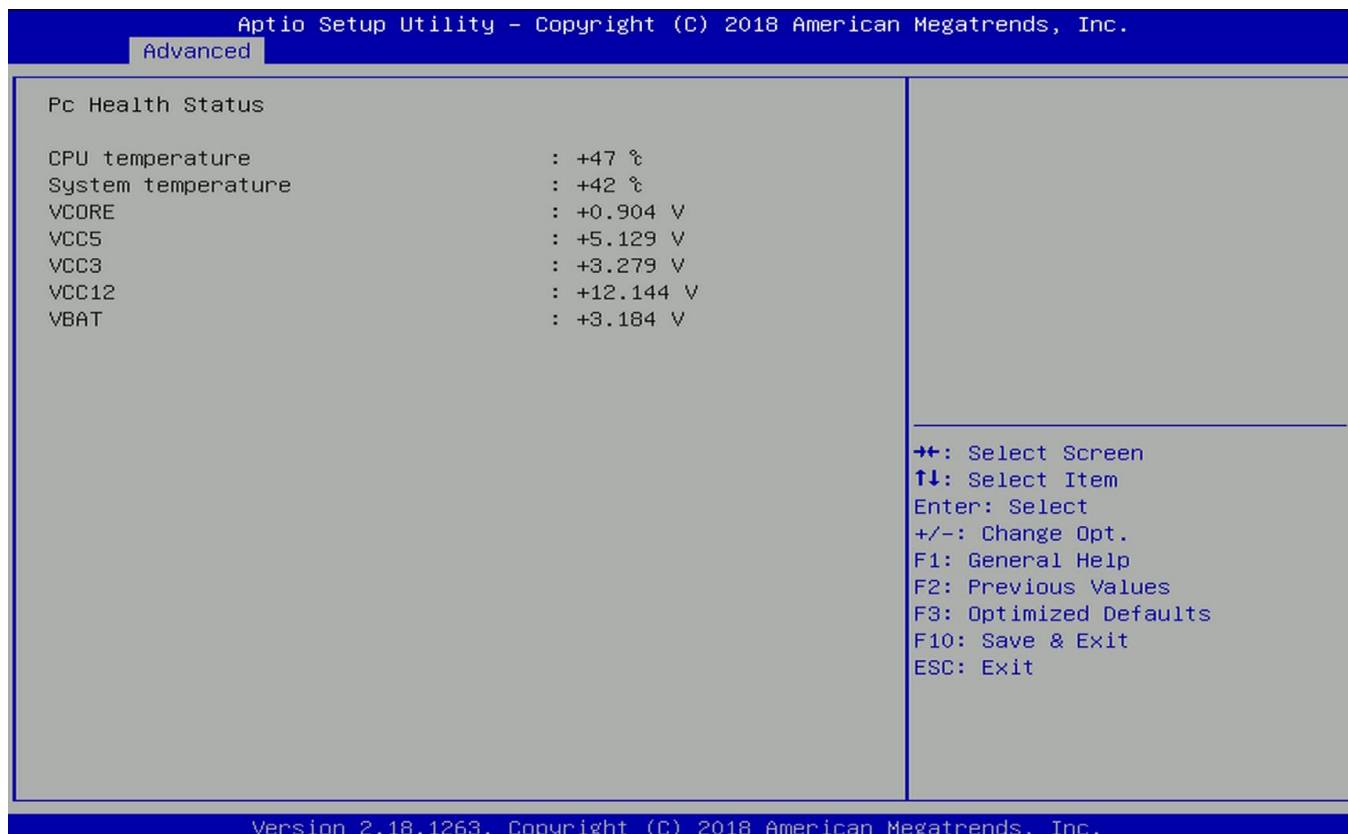 Aptio Setup Utility – Copyright (C) 2018 American Megatrends, Inc.
Advanced
Pc Health Status
CPU temperature : +47 ℃
System temperature : +42 ℃
VCORE : +0.904 V
VCC5 : +5.129 V
VCC3 : +3.279 V
VCC12 : +12.144 V
VBAT : +3.184 V
→←: Select Screen
↑↓: Select Item
Enter: Select
+/-: Change Opt.
F1: General Help
F2: Previous Values
F3: Optimized Defaults
F10: Save & Exit
ESC: Exit
Version 2.18.1263. Copyright (C) 2018 American Megatrends, Inc.